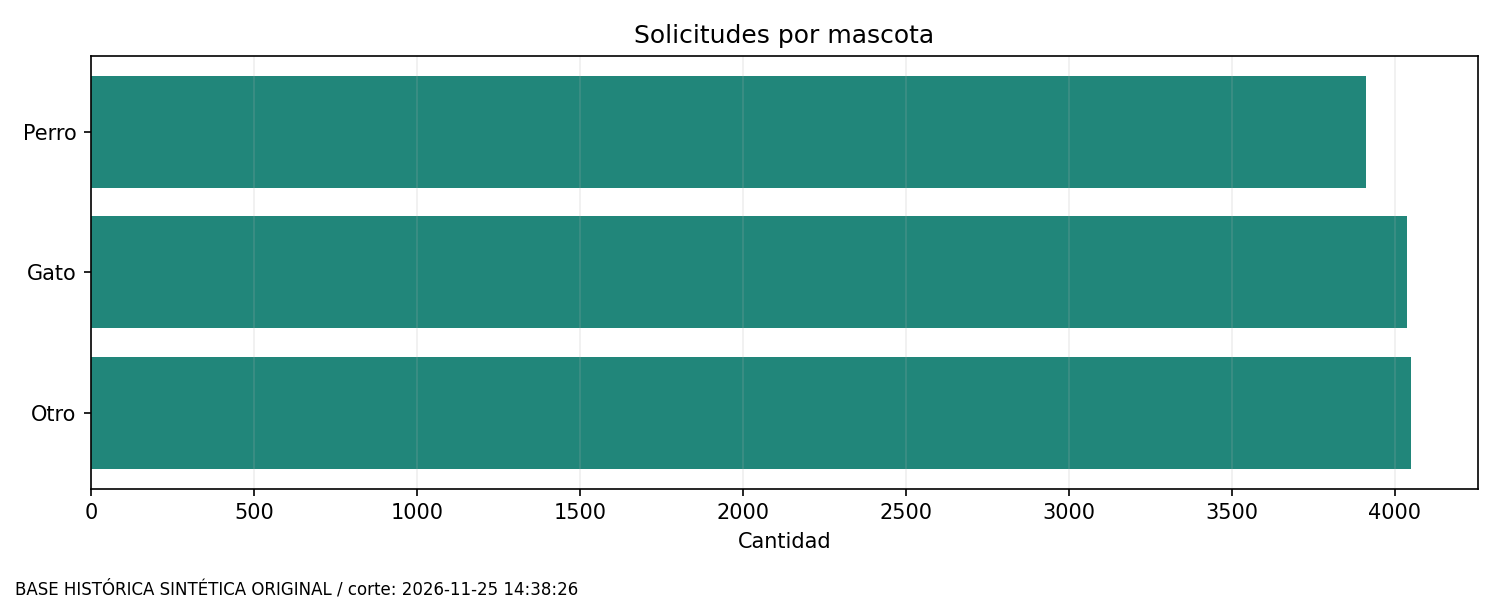 Solicitudes por mascota
Perro
Gato
Otro
0 500 1000 1500 2000 2500 3000 3500 4000
Cantidad
BASE HISTÓRICA SINTÉTICA ORIGINAL / corte: 2026-11-25 14:38:26